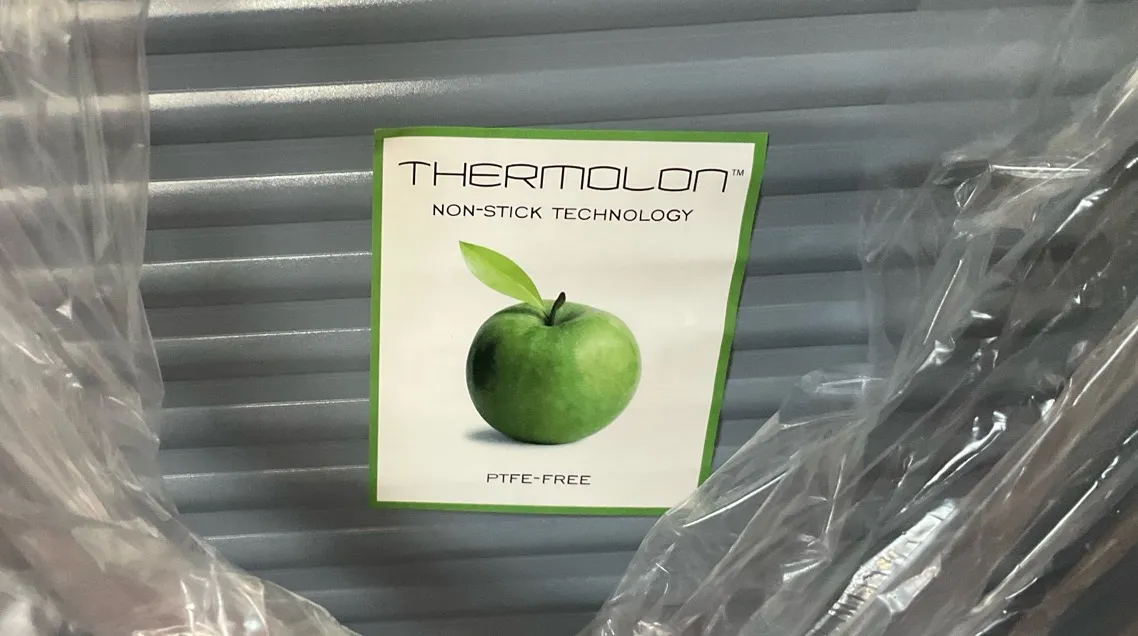 THERMOLON™
NON-STICK TECHNOLOGY
PTFE-FREE